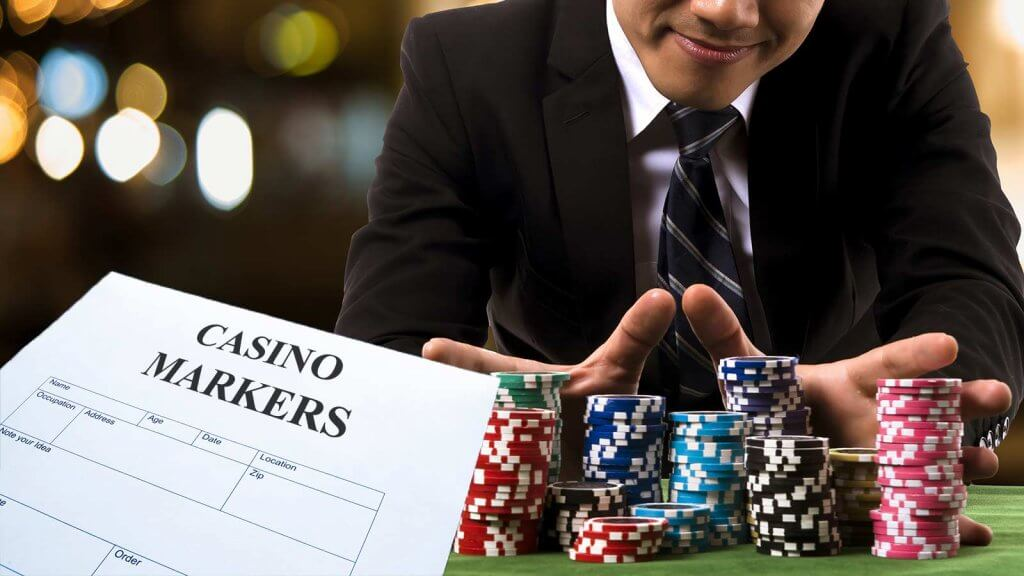 CASINO
MARKERS
Name
Occupation Address Age Date
Note your Idea Location
Zip
Order